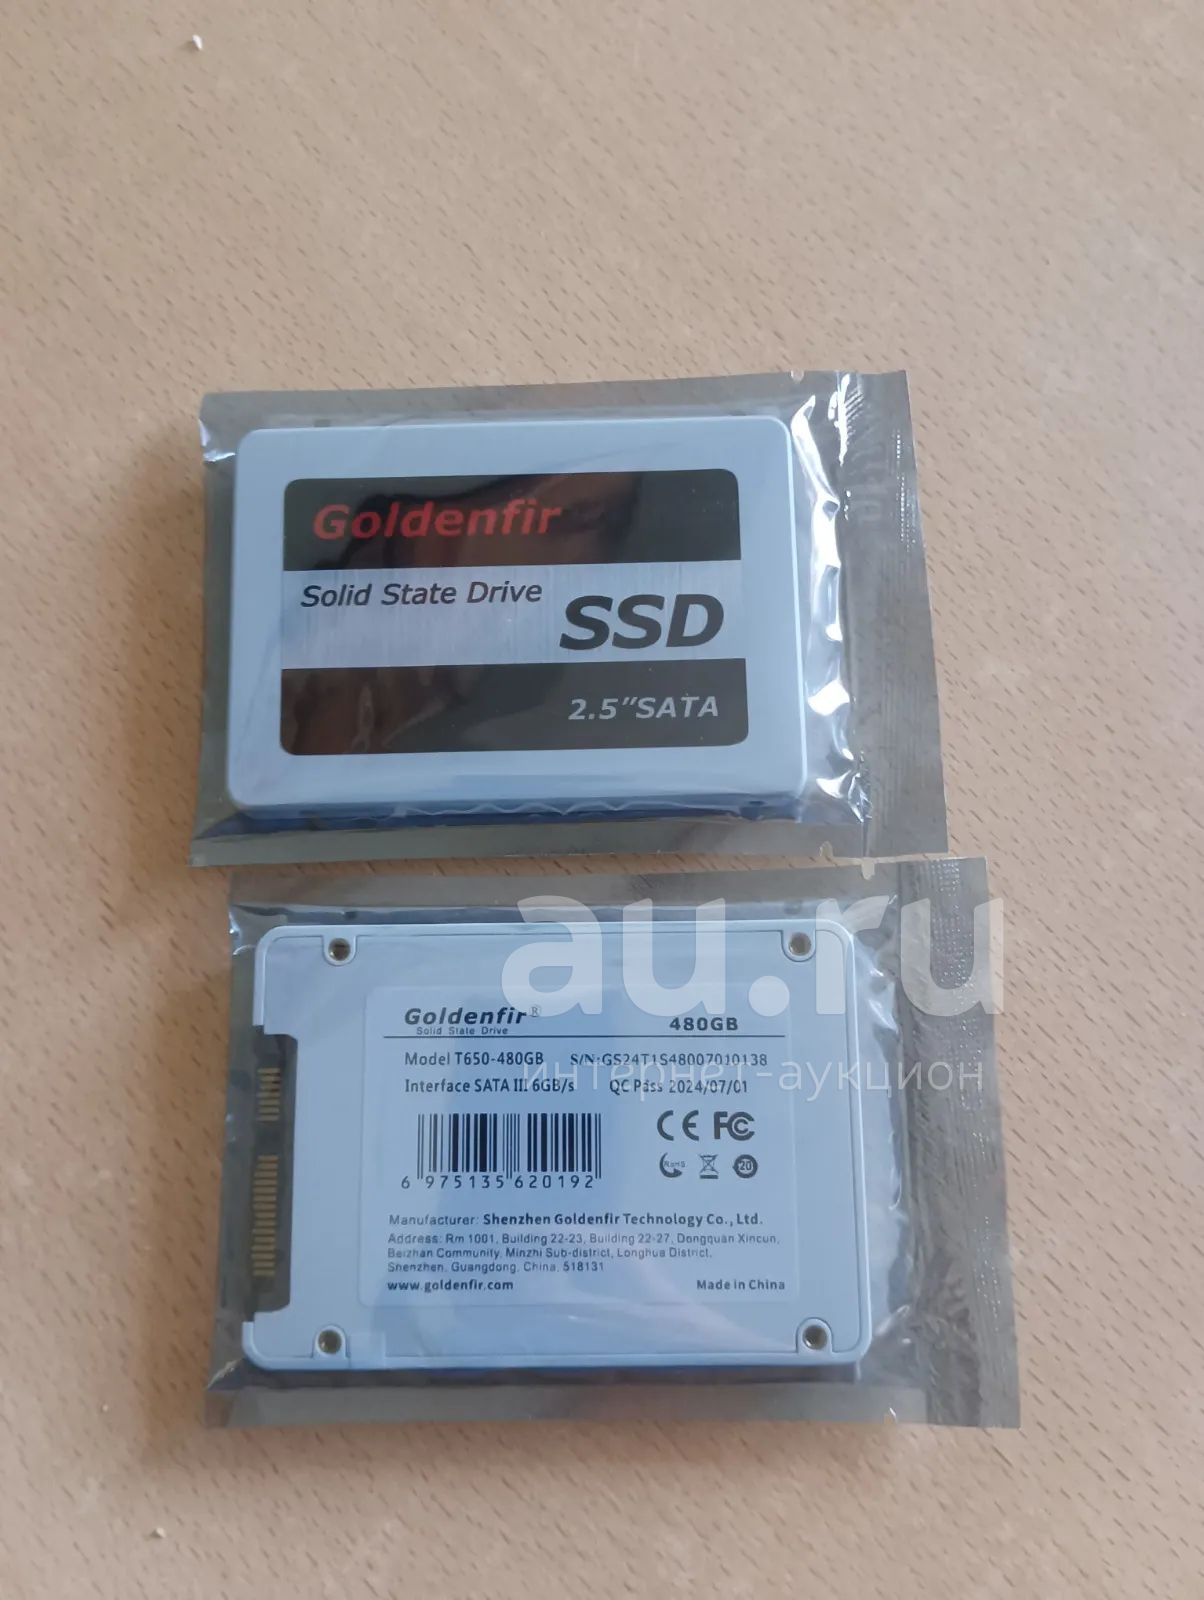 Goldenfir
Solid State Drive
SSD
2.5"SATA
au.ru
интернет-аукцион
Goldenfir®
Solid State Drive
480GB
Model T650-480GB S/N:GS24T1S48007010138
Interface SATA III 6GB/s QC Pass 2024/07/01
CE FC
RoHS
20
6 975135 620192
Manufacturer: Shenzhen Goldenfir Technology Co., Ltd.
Address: Rm 1001, Building 22-23, Building 22-27, Dongquan Xincun,
Beizhan Community, Minzhi Sub-district, Longhua District,
Shenzhen, Guangdong, China, 518131
www.goldenfir.com Made in China